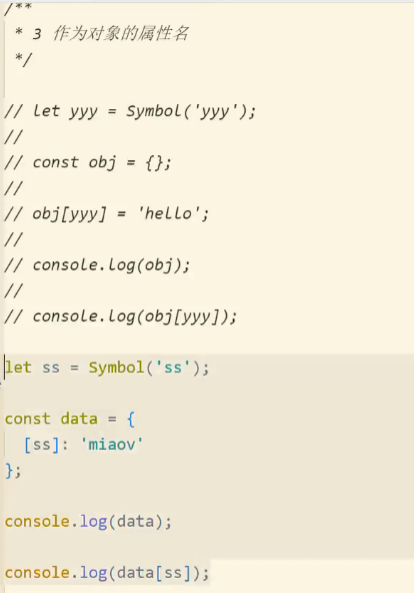 /**
 * 3 作为对象的属性名
 */
// let yyy = Symbol('yyy');
//
// const obj = {};
//
// obj[yyy] = 'hello';
//
// console.log(obj);
//
// console.log(obj[yyy]);
let ss = Symbol('ss');
const data = {
  [ss]: 'miaov'
};
console.log(data);
console.log(data[ss]);